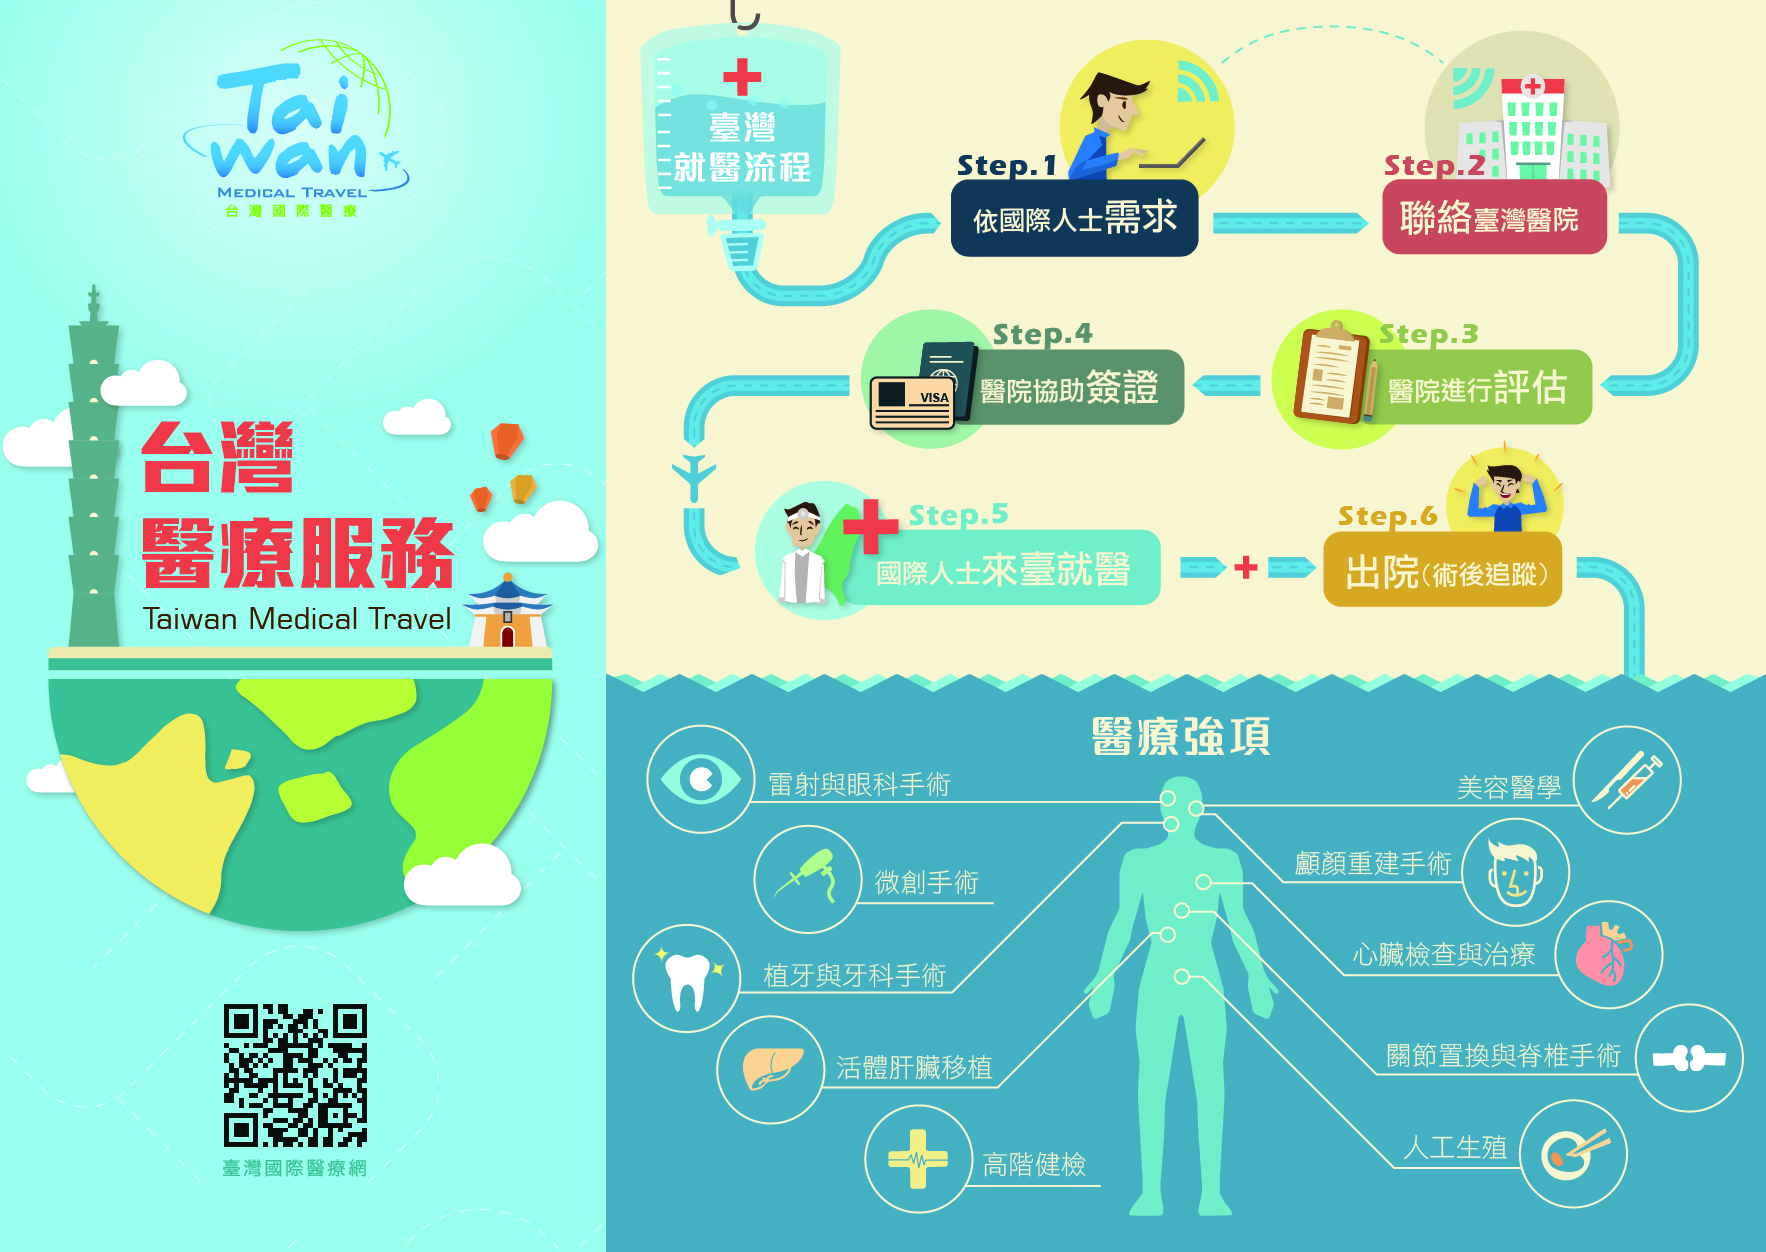 Tai
wan
MEDICAL TRAVEL
台灣國際醫療
台灣
醫療服務
Taiwan Medical Travel
臺灣國際醫療網
臺灣
就醫流程
Step.1
依國際人士需求
Step.2
聯絡臺灣醫院
Step.3
醫院進行評估
Step.4
VISA
醫院協助簽證
Step.5
國際人士來臺就醫
Step.6
出院(術後追蹤)
醫療強項
雷射與眼科手術
微創手術
植牙與牙科手術
活體肝臟移植
高階健檢
美容醫學
顱顏重建手術
心臟檢查與治療
關節置換與脊椎手術
人工生殖